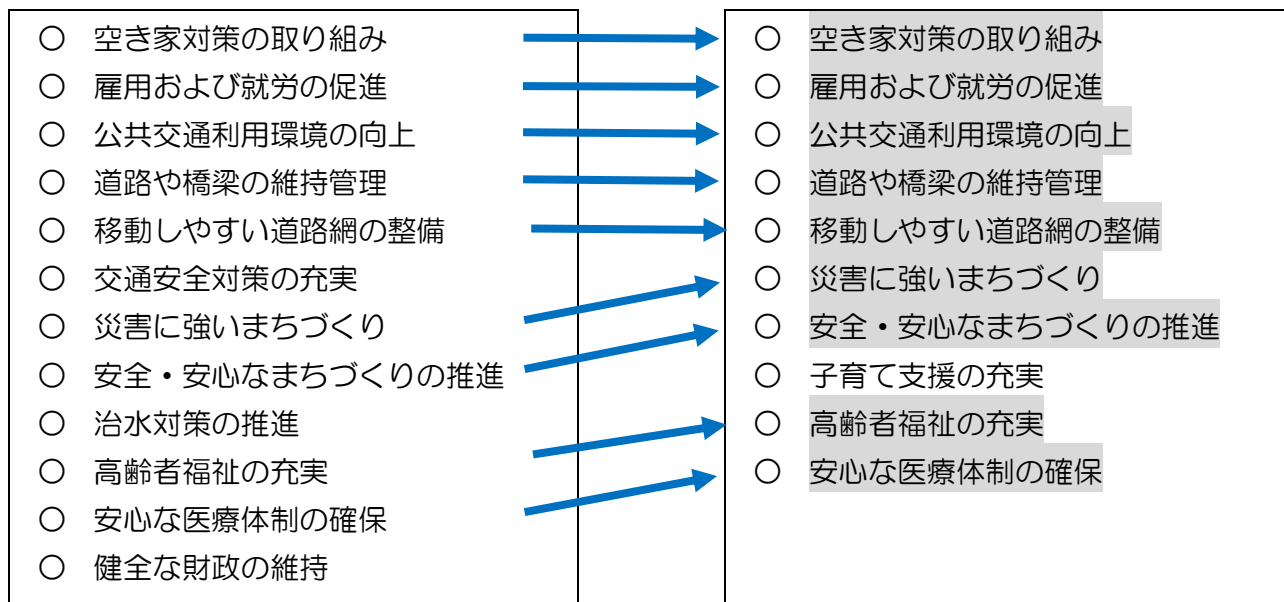 〇 空き家対策の取り組み
〇 雇用および就労の促進
〇 公共交通利用環境の向上
〇 道路や橋梁の維持管理
〇 移動しやすい道路網の整備
〇 交通安全対策の充実
〇 災害に強いまちづくり
〇 安全・安心なまちづくりの推進
〇 治水対策の推進
〇 高齢者福祉の充実
〇 安心な医療体制の確保
〇 健全な財政の維持
〇 空き家対策の取り組み
〇 雇用および就労の促進
〇 公共交通利用環境の向上
〇 道路や橋梁の維持管理
〇 移動しやすい道路網の整備
〇 災害に強いまちづくり
〇 安全・安心なまちづくりの推進
〇 子育て支援の充実
〇 高齢者福祉の充実
〇 安心な医療体制の確保